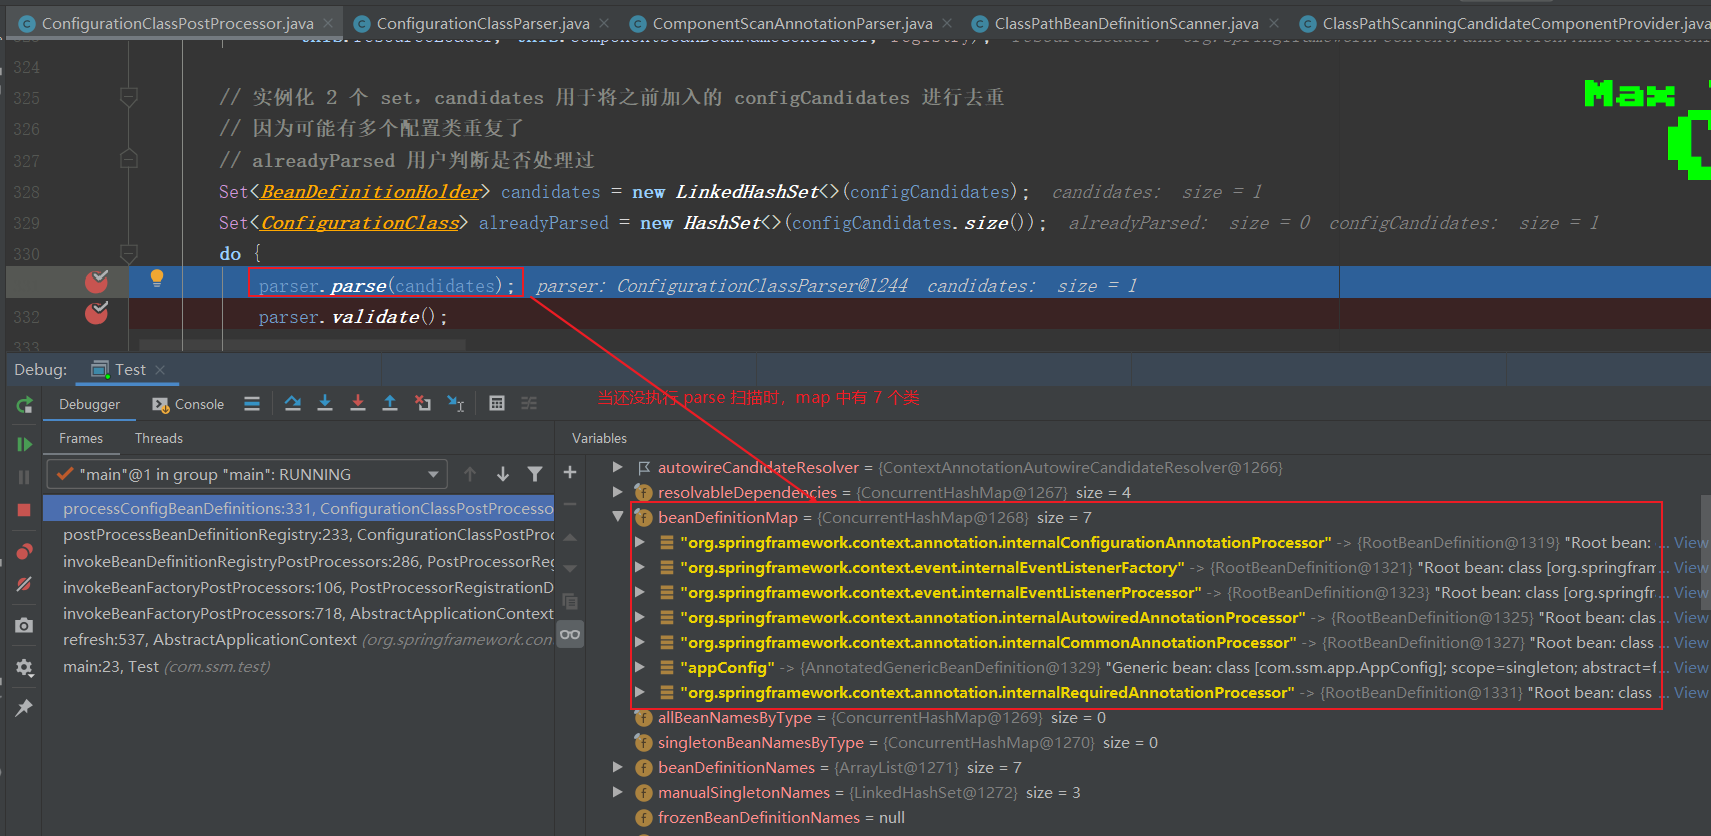 ConfigurationClassPostProcessor.java
ConfigurationClassParser.java
ComponentScanAnnotationParser.java
ClassPathBeanDefinitionScanner.java
ClassPathScanningCandidateComponentProvider.java
324
325 // 实例化 2 个 set，candidates 用于将之前加入的 configCandidates 进行去重
326 // 因为可能有多个配置类重复了
327 // alreadyParsed 用户判断是否处理过
328 Set<BeanDefinitionHolder> candidates = new LinkedHashSet<>(configCandidates); candidates: size = 1
329 Set<ConfigurationClass> alreadyParsed = new HashSet<>(configCandidates.size()); alreadyParsed: size = 0 configCandidates: size = 1
330 do {
parser.parse(candidates); parser: ConfigurationClassParser@1244 candidates: size = 1
332 parser.validate();
333
Max
Debug: Test
Debugger Console
当还没执行 parse 扫描时，map 中有 7 个类
Frames Threads
Variables
"main"@1 in group "main": RUNNING
processConfigBeanDefinitions:331, ConfigurationClassPostProcesso
postProcessBeanDefinitionRegistry:233, ConfigurationClassPostProc
invokeBeanDefinitionRegistryPostProcessors:286, PostProcessorReg
invokeBeanFactoryPostProcessors:106, PostProcessorRegistrationD
invokeBeanFactoryPostProcessors:718, AbstractApplicationContext
refresh:537, AbstractApplicationContext (org.springframework.con
main:23, Test (com.ssm.test)
autowireCandidateResolver = {ContextAnnotationAutowireCandidateResolver@1266}
resolvableDependencies = {ConcurrentHashMap@1267} size = 4
beanDefinitionMap = {ConcurrentHashMap@1268} size = 7
"org.springframework.context.annotation.internalConfigurationAnnotationProcessor" -> {RootBeanDefinition@1319} "Root bean: ... View
"org.springframework.context.event.internalEventListenerFactory" -> {RootBeanDefinition@1321} "Root bean: class [org.springfram... View
"org.springframework.context.event.internalEventListenerProcessor" -> {RootBeanDefinition@1323} "Root bean: class [org.springfr... View
"org.springframework.context.annotation.internalAutowiredAnnotationProcessor" -> {RootBeanDefinition@1325} "Root bean: clas... View
"org.springframework.context.annotation.internalCommonAnnotationProcessor" -> {RootBeanDefinition@1327} "Root bean: class ... View
"appConfig" -> {AnnotatedGenericBeanDefinition@1329} "Generic bean: class [com.ssm.app.AppConfig]; scope=singleton; abstract=f... View
"org.springframework.context.annotation.internalRequiredAnnotationProcessor" -> {RootBeanDefinition@1331} "Root bean: class ... View
allBeanNamesByType = {ConcurrentHashMap@1269} size = 0
singletonBeanNamesByType = {ConcurrentHashMap@1270} size = 0
beanDefinitionNames = {ArrayList@1271} size = 7
manualSingletonNames = {LinkedHashSet@1272} size = 3
frozenBeanDefinitionNames = null